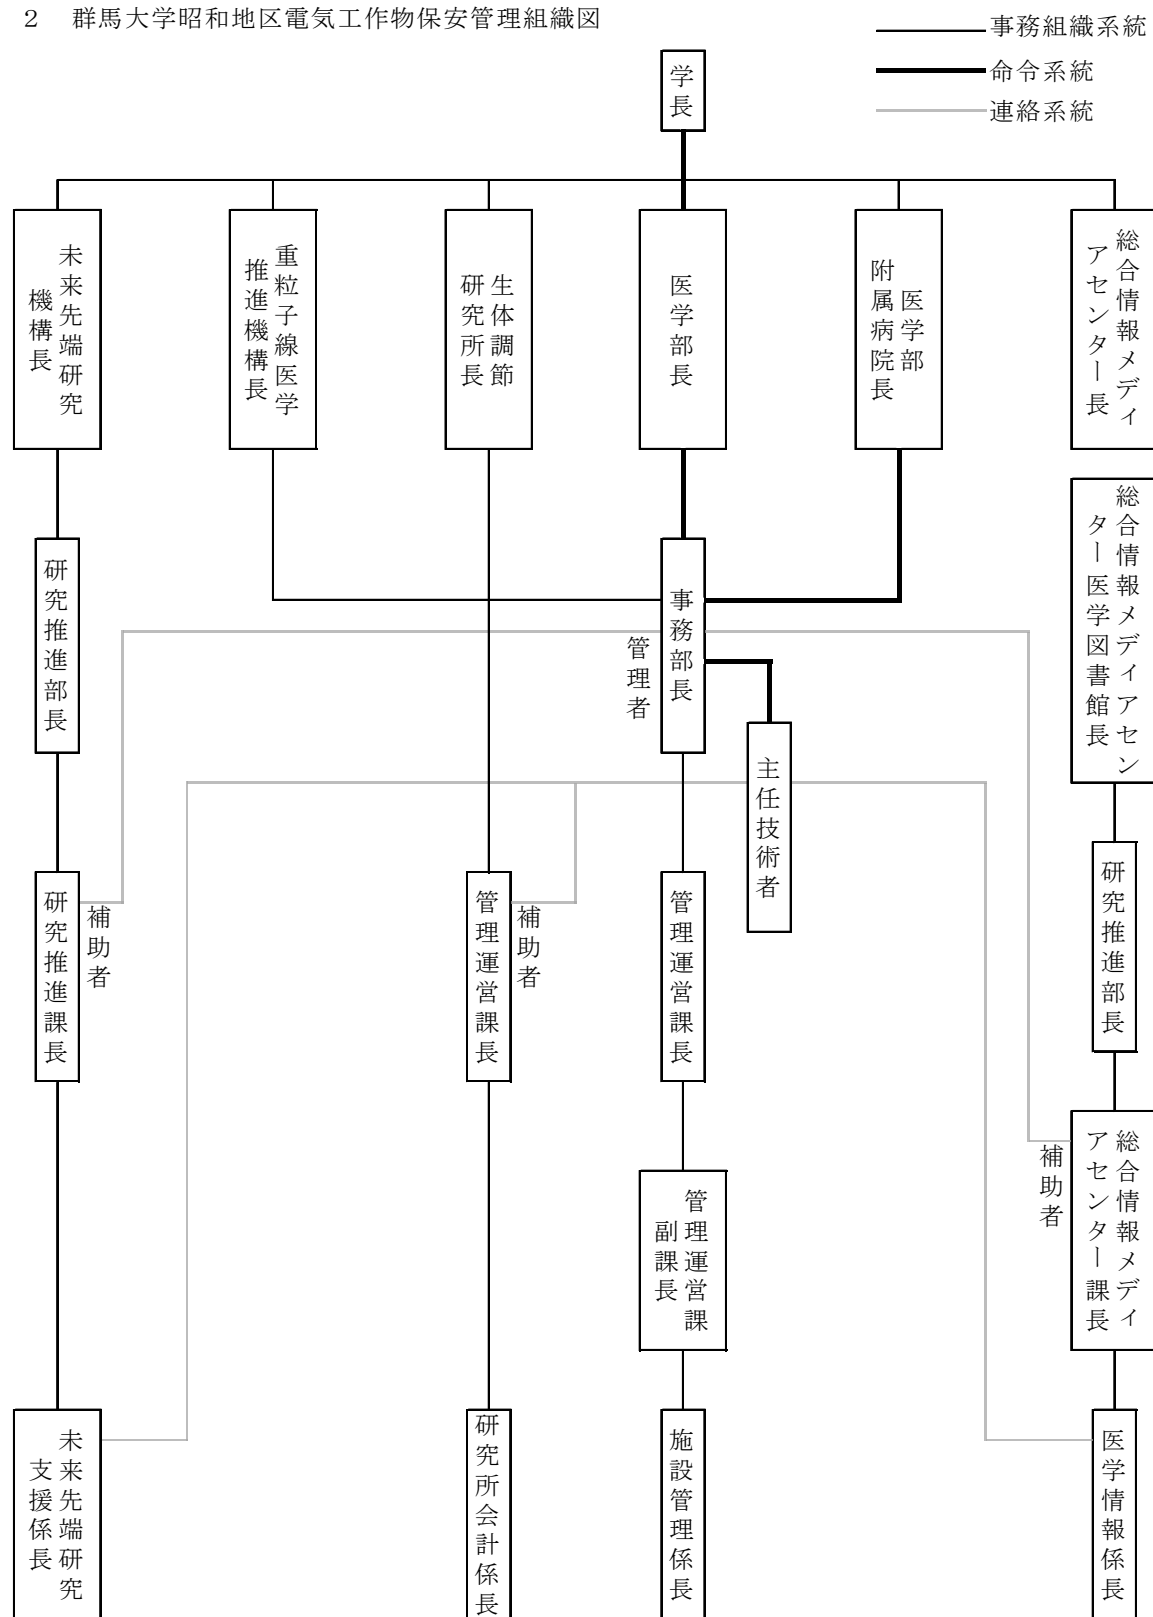 2 群馬大学昭和地区電気工作物保安管理組織図
事務組織系統
命令系統
連絡系統
学長
未来先端研究
機構長
重粒子線医学
推進機構長
生体調節
研究所長
医学部長
医学部
附属病院長
総合情報メディ
アセンター長
総合情報メディアセン
ター医学図書館長
研究推進部長
事務部長
管理者
主任技術者
研究推進課長
補助者
管理運営課長
補助者
管理運営課長
研究推進部長
総合情報メディ
アセンター課長
補助者
管理運営課
副課長
未来先端研究
支援係長
研究所会計係長
施設管理係長
医学情報係長